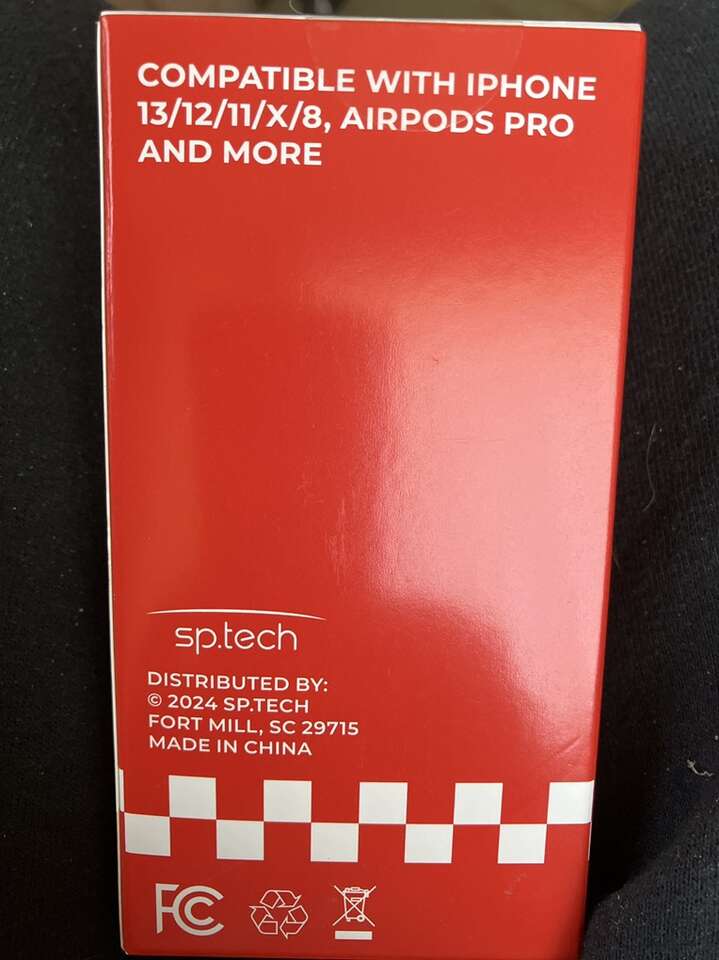 COMPATIBLE WITH IPHONE
13/12/11/X/8, AIRPODS PRO
AND MORE
sp.tech
DISTRIBUTED BY:
© 2024 SP.TECH
FORT MILL, SC 29715
MADE IN CHINA
FC